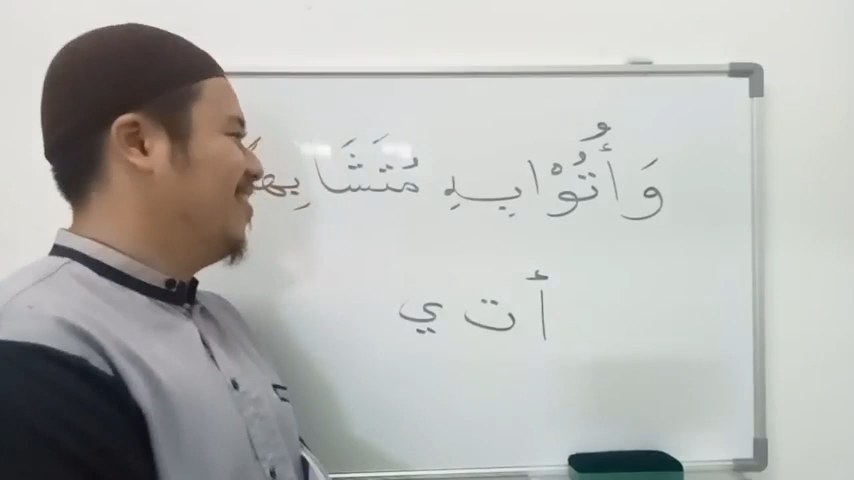 وَأُتُوْا بِهِ مُتَشَابِهً
أ ت ي